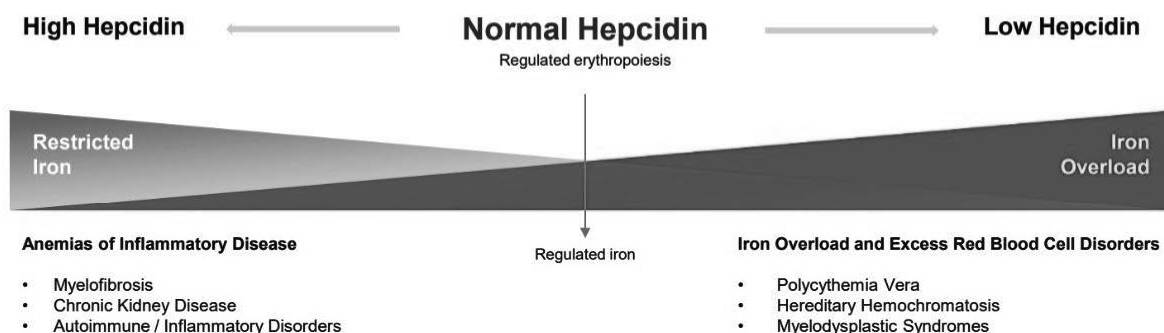 High Hepcidin
Normal Hepcidin
Low Hepcidin
Regulated erythropoiesis
Restricted
Iron
Iron
Overload
Regulated iron
Anemias of Inflammatory Disease
• Myelofibrosis
• Chronic Kidney Disease
• Autoimmune / Inflammatory Disorders
Iron Overload and Excess Red Blood Cell Disorders
• Polycythemia Vera
• Hereditary Hemochromatosis
• Myelodysplastic Syndromes